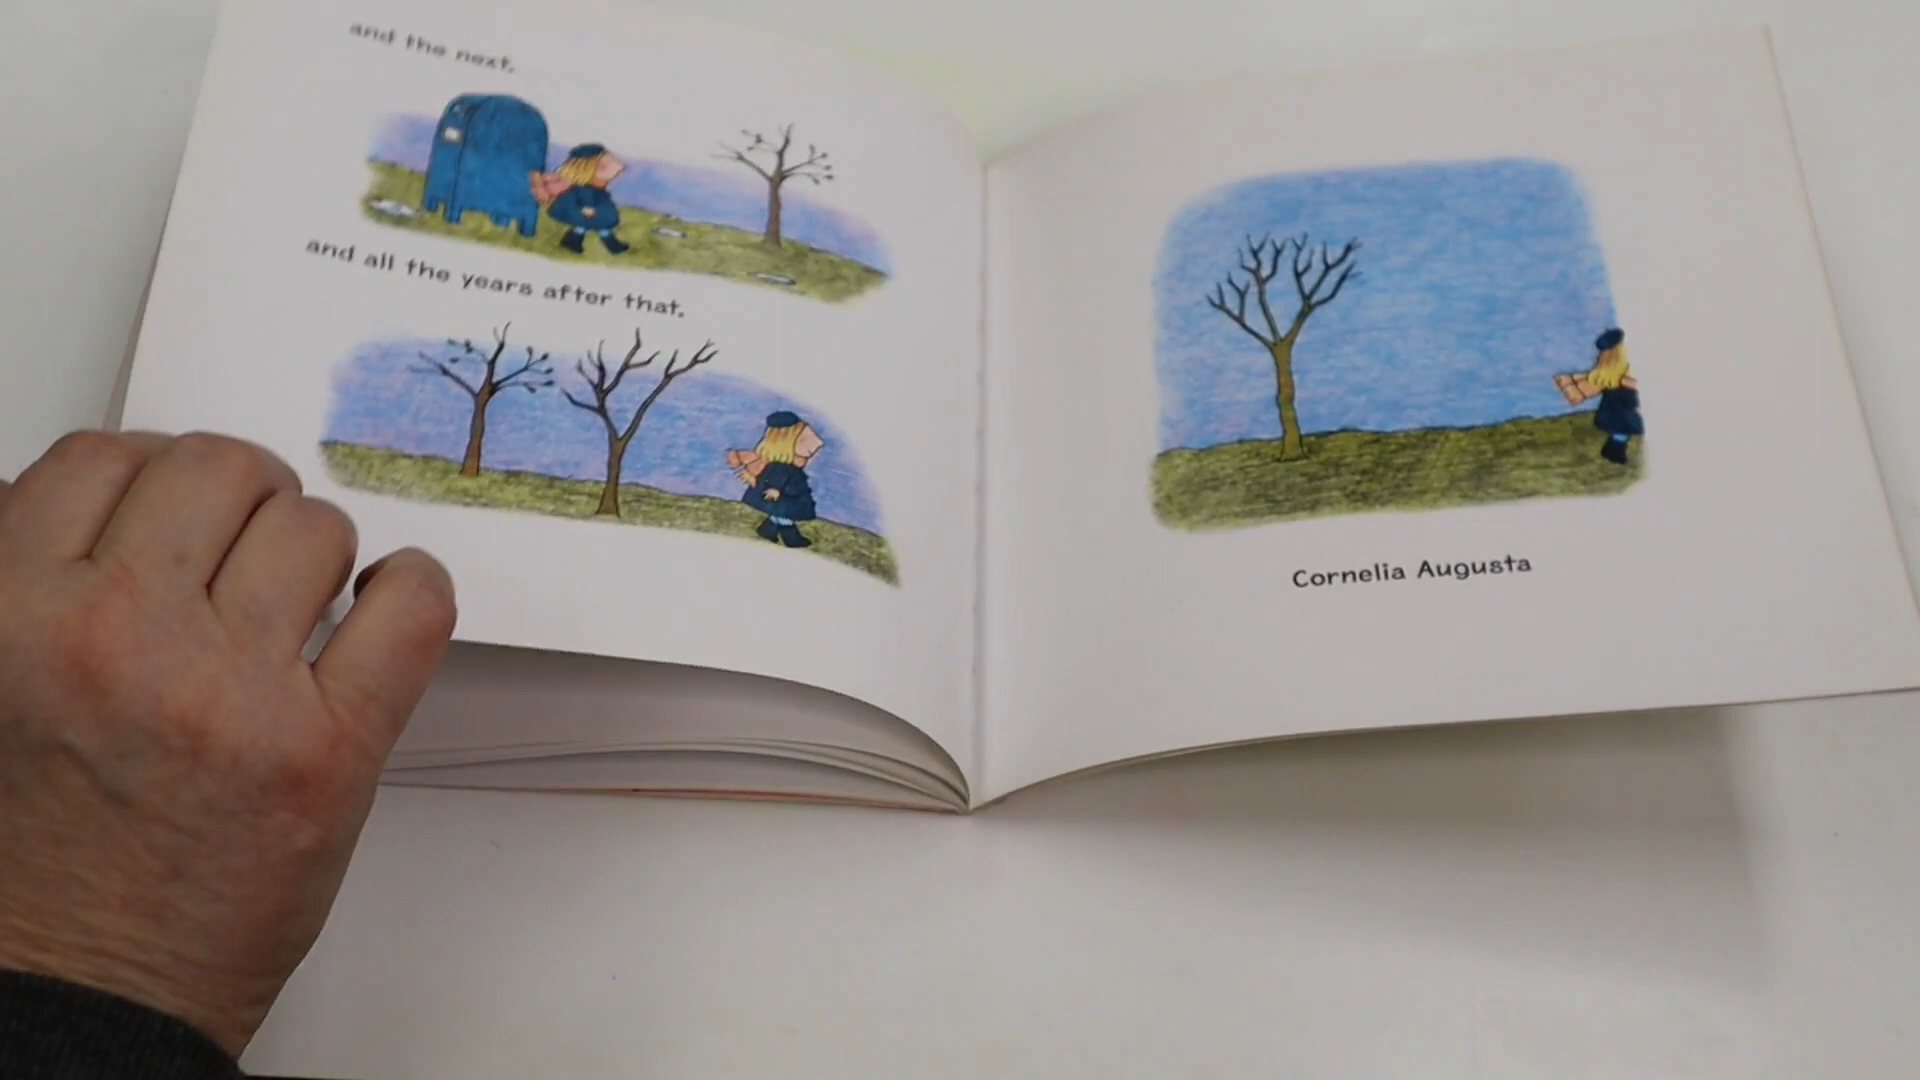 and the next,
and all the years after that.
Cornelia Augusta